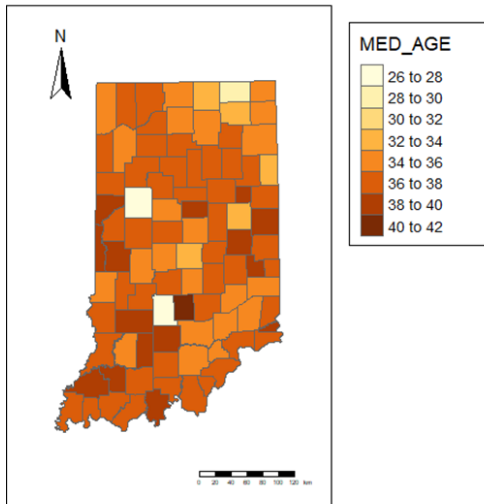 N
MED_AGE
26 to 28
28 to 30
30 to 32
32 to 34
34 to 36
36 to 38
38 to 40
40 to 42
0 20 40 60 80 100 120 km